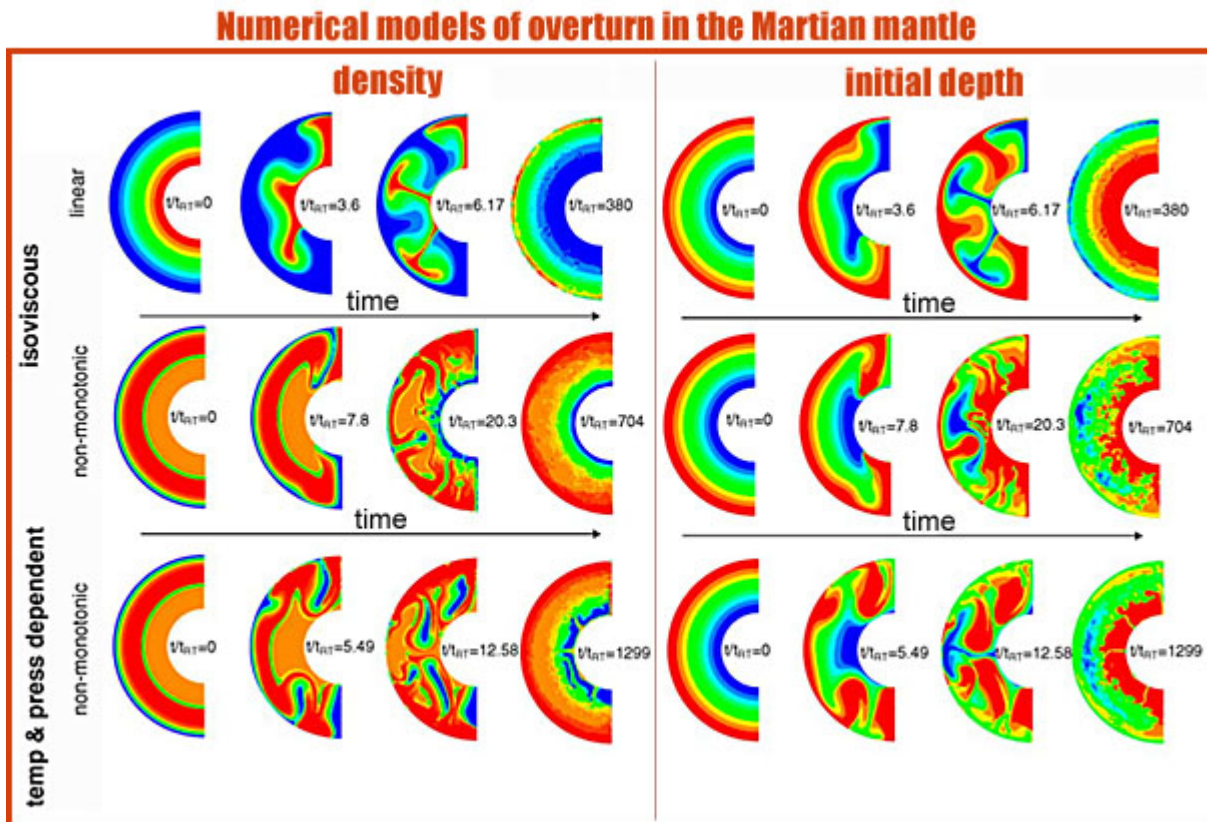 Numerical models of overturn in the Martian mantle
density
initial depth
isoviscous
linear
t/tRT=0
t/tRT=3.6
t/tRT=6.17
t/tRT=380
t/tRT=0
t/tRT=3.6
t/tRT=6.17
t/tRT=380
time
time
non-monotonic
t/tRT=0
t/tRT=7.8
t/tRT=20.3
t/tRT=704
t/tRT=0
t/tRT=7.8
t/tRT=20.3
t/tRT=704
time
time
temp & press dependent
non-monotonic
t/tRT=0
t/tRT=5.49
t/tRT=12.58
t/tRT=1299
t/tRT=0
t/tRT=5.49
t/tRT=12.58
t/tRT=1299